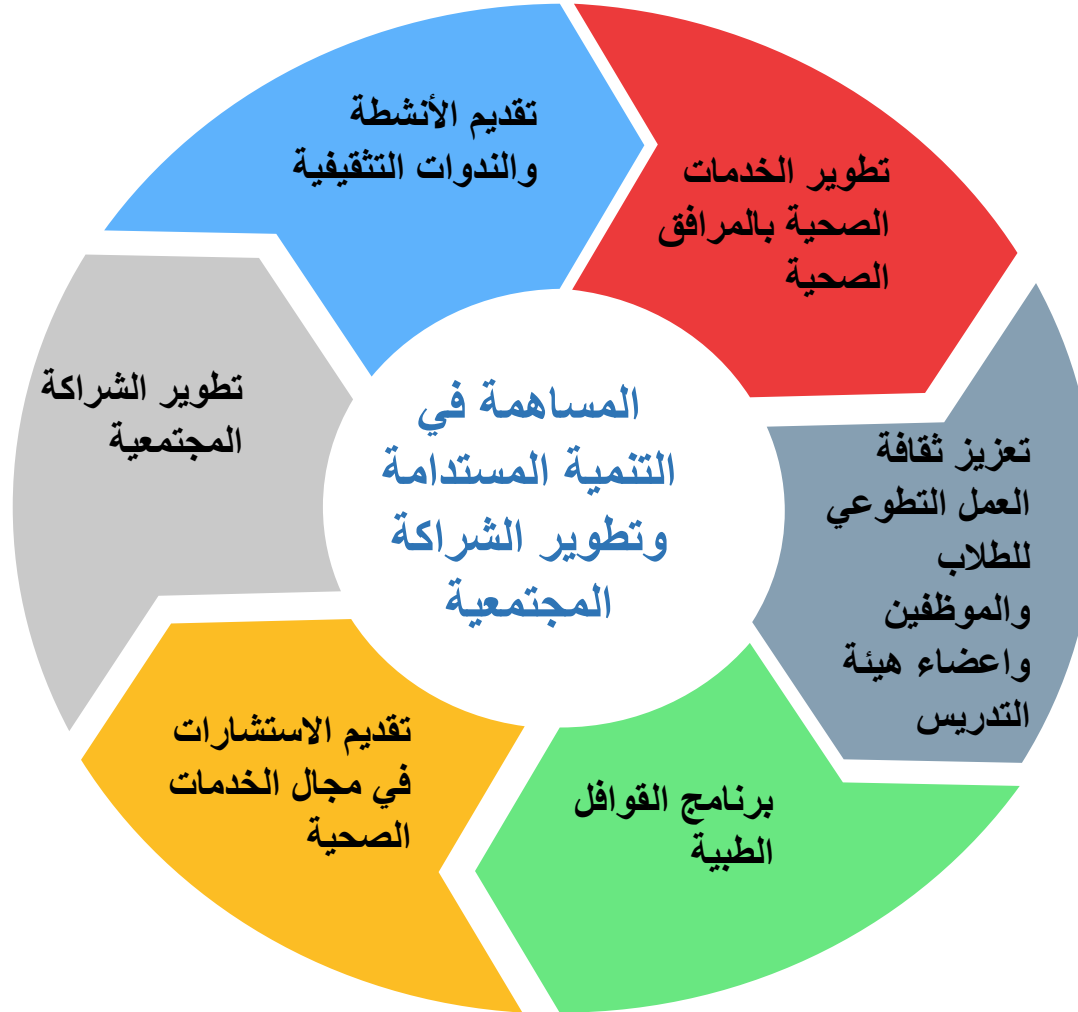 تقديم الأنشطة
والندوات التثقيفية
تطوير الخدمات
الصحية بالمرافق
الصحية
تعزيز ثقافة
العمل التطوعي
للطلاب
والموظفين
واعضاء هيئة
التدريس
برنامج القوافل
الطبية
تقديم الاستشارات
في مجال الخدمات
الصحية
تطوير الشراكة
المجتمعية
المساهمة في
التنمية المستدامة
وتطوير الشراكة
المجتمعية